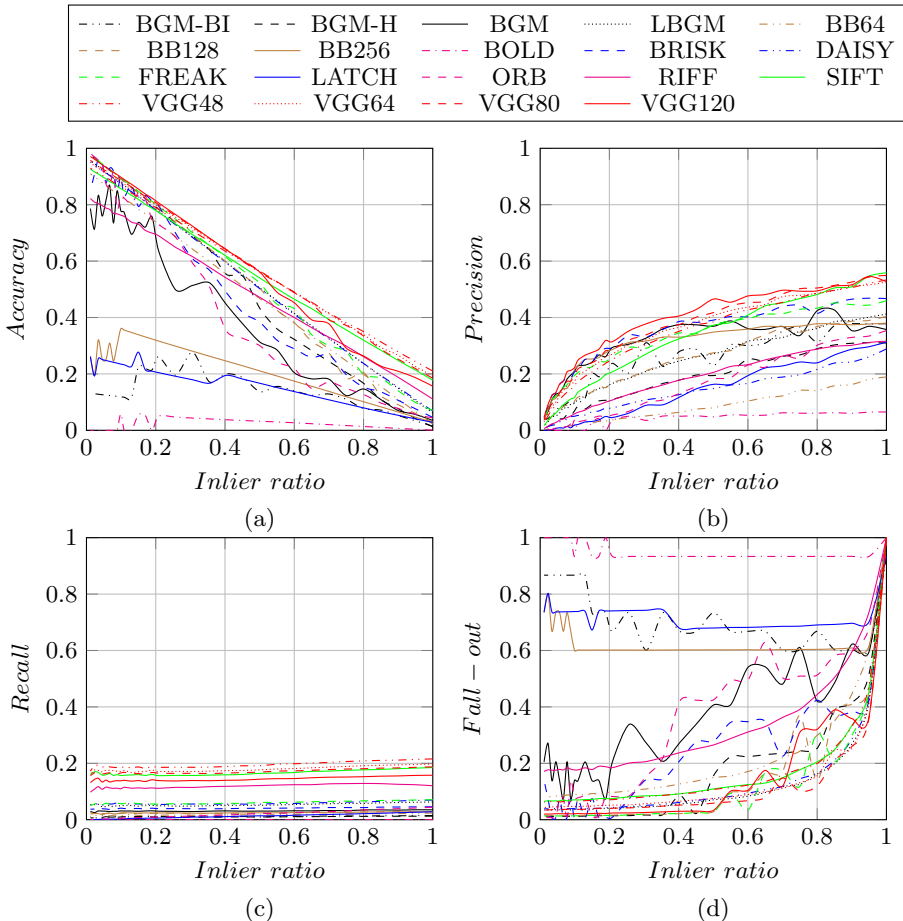 BGM-BI BGM-H BGM LBGM BB64
BB128 BB256 BOLD BRISK DAISY
FREAK LATCH ORB RIFF SIFT
VGG48 VGG64 VGG80 VGG120
1
0.8
0.6
0.4
0.2
0
Accuracy
0 0.2 0.4 0.6 0.8 1
Inlier ratio
(a)
1
0.8
0.6
0.4
0.2
0
Precision
0 0.2 0.4 0.6 0.8 1
Inlier ratio
(b)
1
0.8
0.6
0.4
0.2
0
Recall
0 0.2 0.4 0.6 0.8 1
Inlier ratio
(c)
1
0.8
0.6
0.4
0.2
0
Fall − out
0 0.2 0.4 0.6 0.8 1
Inlier ratio
(d)